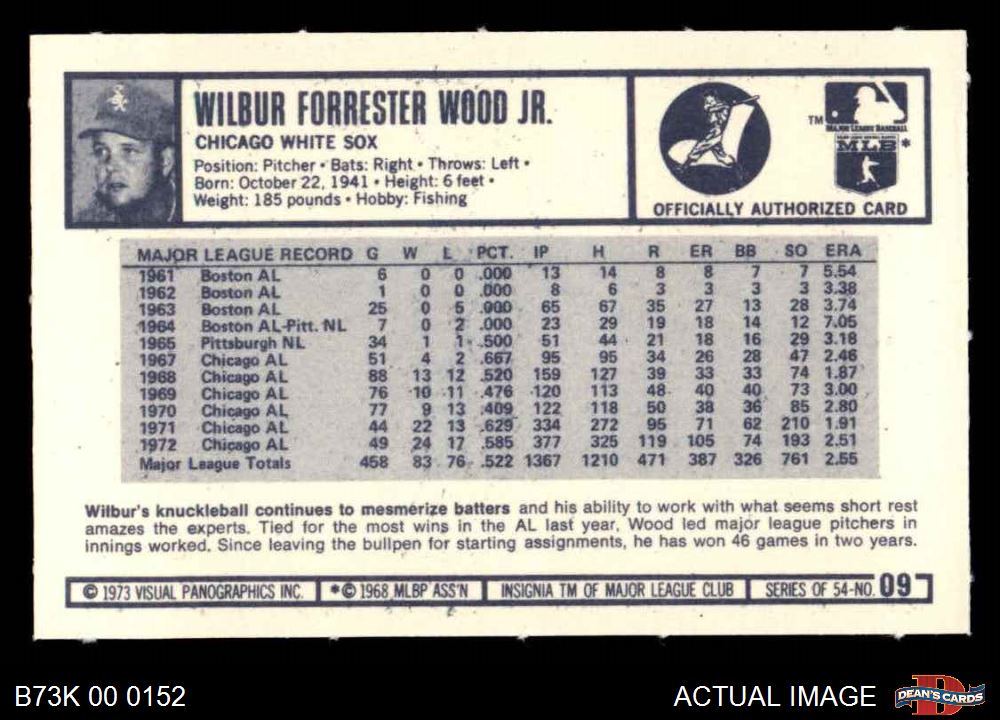 WILBUR FORRESTER WOOD JR.
CHICAGO WHITE SOX
Position: Pitcher • Bats: Right • Throws: Left •
Born: October 22, 1941 • Height: 6 feet •
Weight: 185 pounds • Hobby: Fishing
TM
MAJOR LEAGUE BASEBALL
MLB *
OFFICIALLY AUTHORIZED CARD
MAJOR LEAGUE RECORD G W L PCT. IP H R ER BB SO ERA
1961 Boston AL 6 0 0 .000 13 14 8 8 7 7 5.54
1962 Boston AL 1 0 0 .000 8 6 3 3 3 3 3.38
1963 Boston AL 25 0 5 .000 65 67 35 27 13 28 3.74
1964 Boston AL-Pitt. NL 7 0 2 .000 23 29 19 18 14 12 7.05
1965 Pittsburgh NL 34 1 1 .500 51 44 21 18 16 29 3.18
1967 Chicago AL 51 4 2 .667 95 95 34 26 28 47 2.46
1968 Chicago AL 88 13 12 .520 159 127 39 33 33 74 1.87
1969 Chicago AL 76 10 11 .476 120 113 48 40 40 73 3.00
1970 Chicago AL 77 9 13 .409 122 118 50 38 36 85 2.80
1971 Chicago AL 44 22 13 .629 334 272 95 71 62 210 1.91
1972 Chicago AL 49 24 17 .585 377 325 119 105 74 193 2.51
Major League Totals 458 83 76 .522 1367 1210 471 387 326 761 2.55
Wilbur's knuckleball continues to mesmerize batters and his ability to work with what seems short rest
amazes the experts. Tied for the most wins in the AL last year, Wood led major league pitchers in
innings worked. Since leaving the bullpen for starting assignments, he has won 46 games in two years.
© 1973 VISUAL PANOGRAPHICS INC. *© 1968 MLBP ASS'N INSIGNIA TM OF MAJOR LEAGUE CLUB SERIES OF 54-NO. 09
B73K 00 0152
ACTUAL IMAGE
DEAN'S CARDS